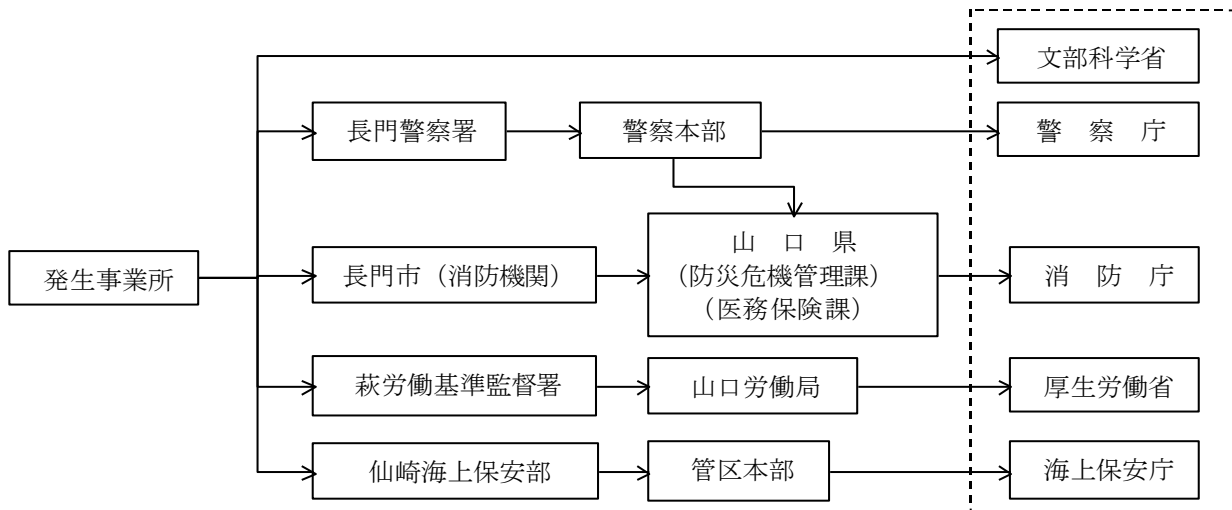 文部科学省
長門警察署
警察本部
警　察　庁
山　口　県
(防災危機管理課)
(医務保険課)
発生事業所
長門市（消防機関）
消　防　庁
萩労働基準監督署
山口労働局
厚生労働省
仙崎海上保安部
管区本部
海上保安庁